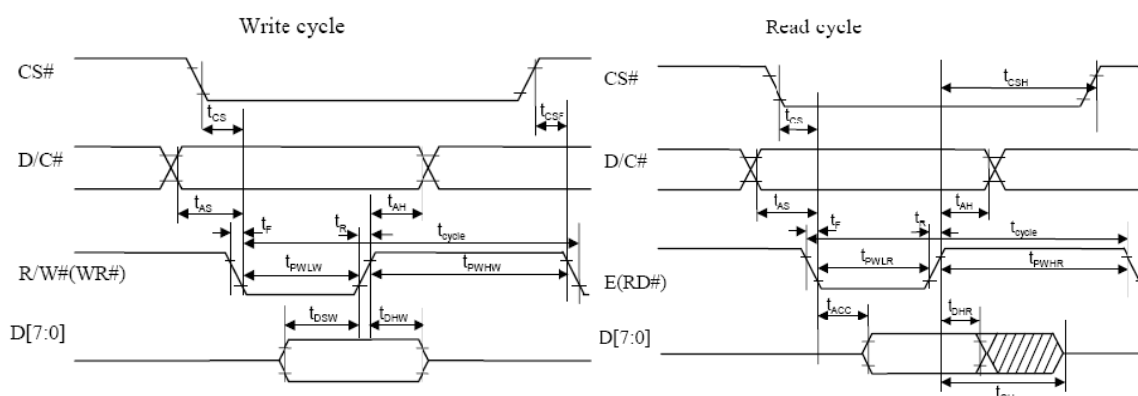 Write cycle
CS#
tCS
tCSF
D/C#
tAS
tF
tR
tAH
tcycle
R/W#(WR#)
tPWLW
tPWHW
tDSW
tDHW
D[7:0]
Read cycle
CS#
tCSH
tCS
D/C#
tAS
tF
tR
tAH
tcycle
E(RD#)
tPWLR
tPWHR
tACC
tDHR
D[7:0]